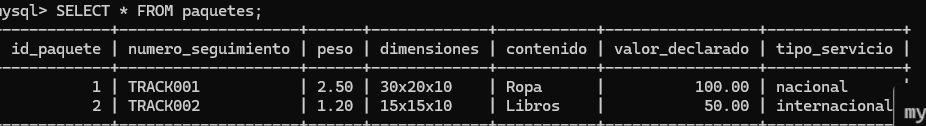 mysql> SELECT * FROM paquetes;
id_paquete | numero_seguimiento | peso | dimensiones | contenido | valor_declarado | tipo_servicio |
1 | TRACK001 | 2.50 | 30x20x10 | Ropa | 100.00 | nacional
2 | TRACK002 | 1.20 | 15x15x10 | Libros | 50.00 | internacional
my